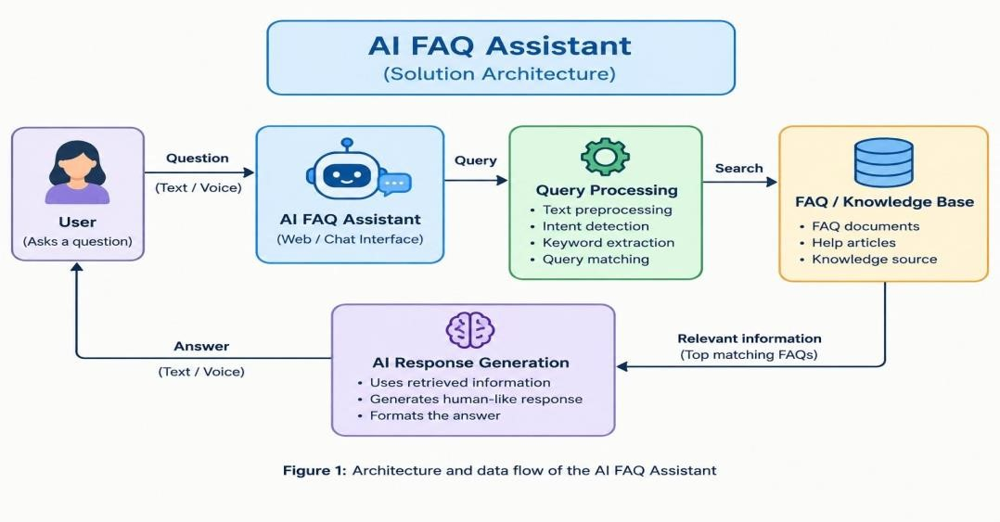 AI FAQ Assistant
(Solution Architecture)
User
(Asks a question)
Question
(Text / Voice)
AI FAQ Assistant
(Web / Chat Interface)
Query
Query Processing
• Text preprocessing
• Intent detection
• Keyword extraction
• Query matching
Search
FAQ / Knowledge Base
• FAQ documents
• Help articles
• Knowledge source
Relevant information
(Top matching FAQs)
AI Response Generation
• Uses retrieved information
• Generates human-like response
• Formats the answer
Answer
(Text / Voice)
Figure 1: Architecture and data flow of the AI FAQ Assistant